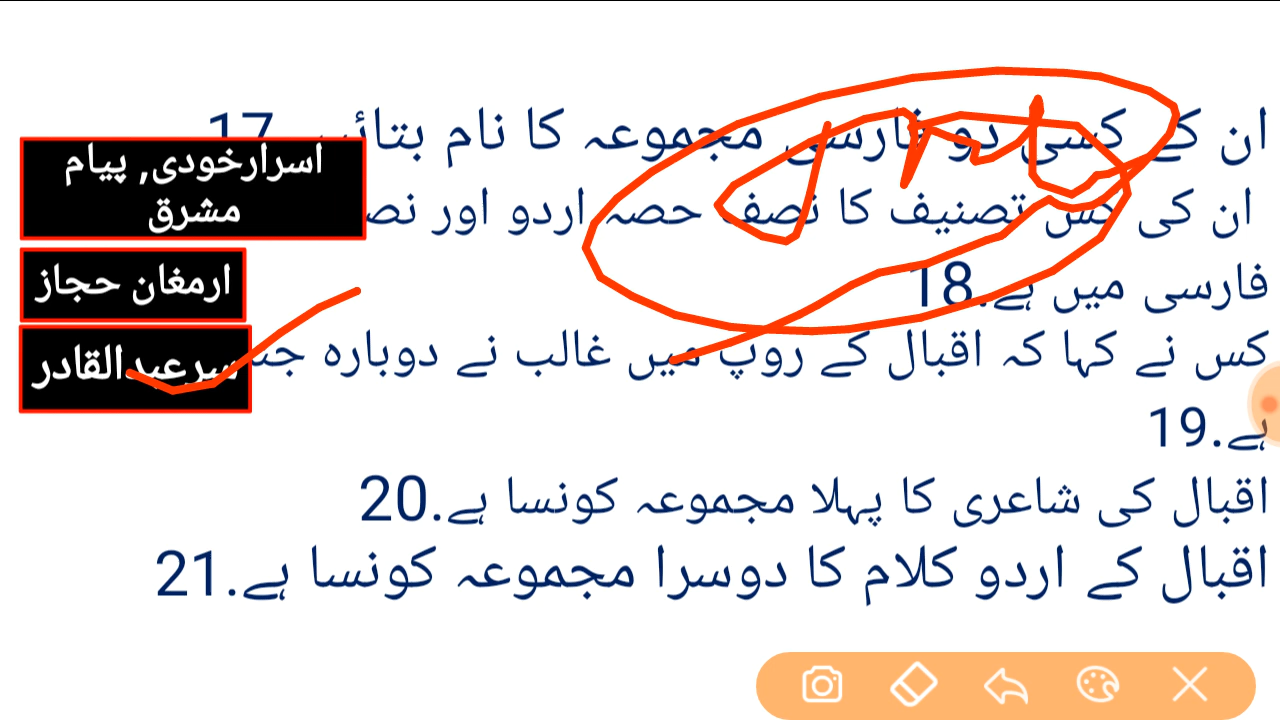 ان کے کسی دو فارسی مجموعہ کا نام بتائیں.17
اسرارخودی, پیام
مشرق
ان کی کس تصنیف کا نصف حصہ اردو اور
فارسی میں ہے.18
ارمغان حجاز
کس نے کہا کہ اقبال کے روپ میں غالب نے دوبارہ
ہے.19
سرعبدالقادر
اقبال کی شاعری کا پہلا مجموعہ کونسا ہے.20
اقبال کے اردو کلام کا دوسرا مجموعہ کونسا ہے.21